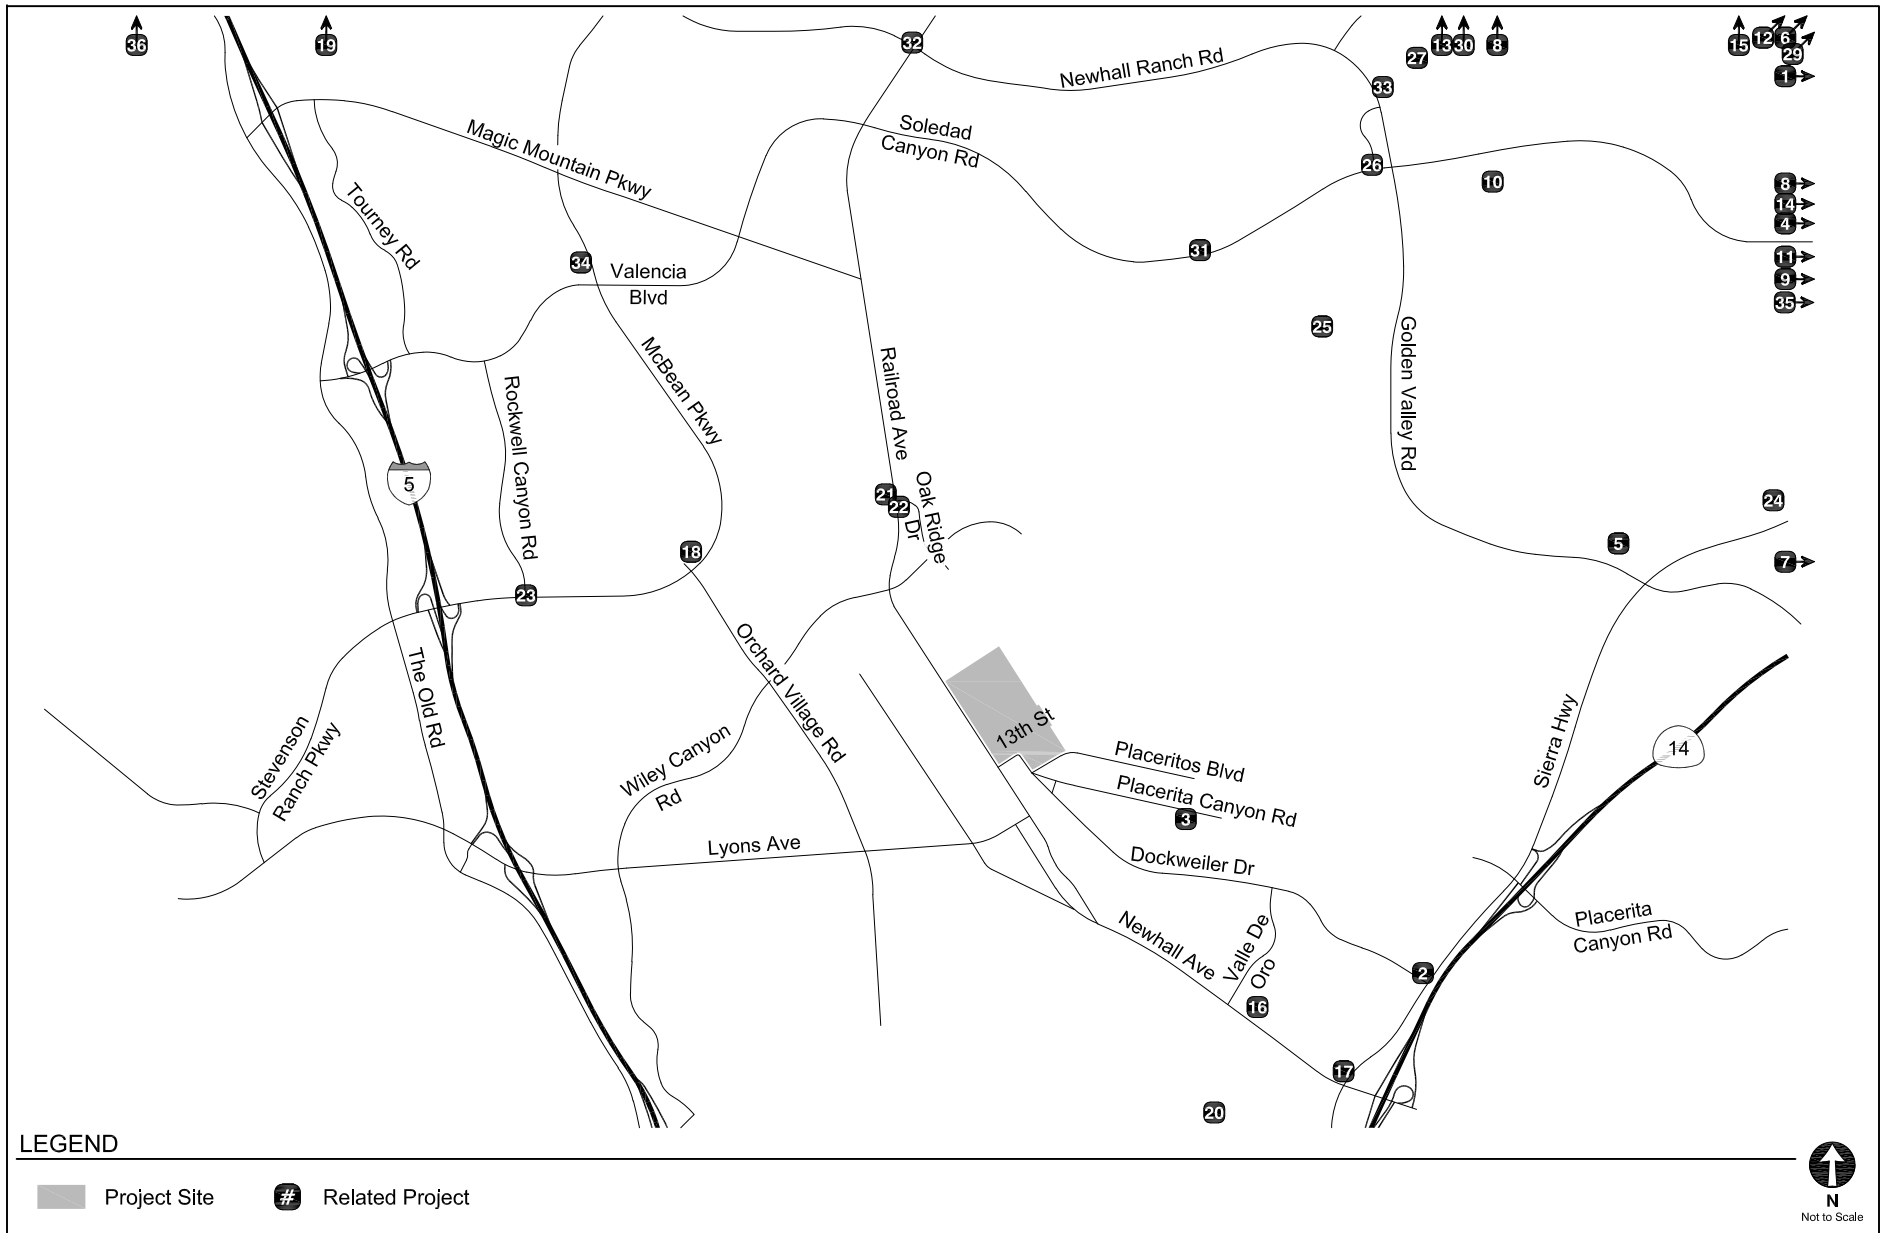 36
19
32
27
13
30
8
15
12
6
29
1
Newhall Ranch Rd
33
Magic Mountain Pkwy
Soledad
Canyon Rd
26
10
8
14
4
11
9
35
Tourney Rd
34
Valencia
Blvd
31
25
McBean Pkwy
Railroad Ave
Golden Valley Rd
Rockwell Canyon Rd
5
21
22
Oak Ridge
Dr
24
18
5
7
23
Orchard Village Rd
The Old Rd
Stevenson
Ranch Pkwy
Wiley Canyon
Rd
13th St
Placeritos Blvd
Placerita Canyon Rd
3
Sierra Hwy
14
Lyons Ave
Dockweiler Dr
Newhall Ave
Valle De
Oro
Placerita
Canyon Rd
2
16
17
20
LEGEND
Project Site
# Related Project
N
Not to Scale